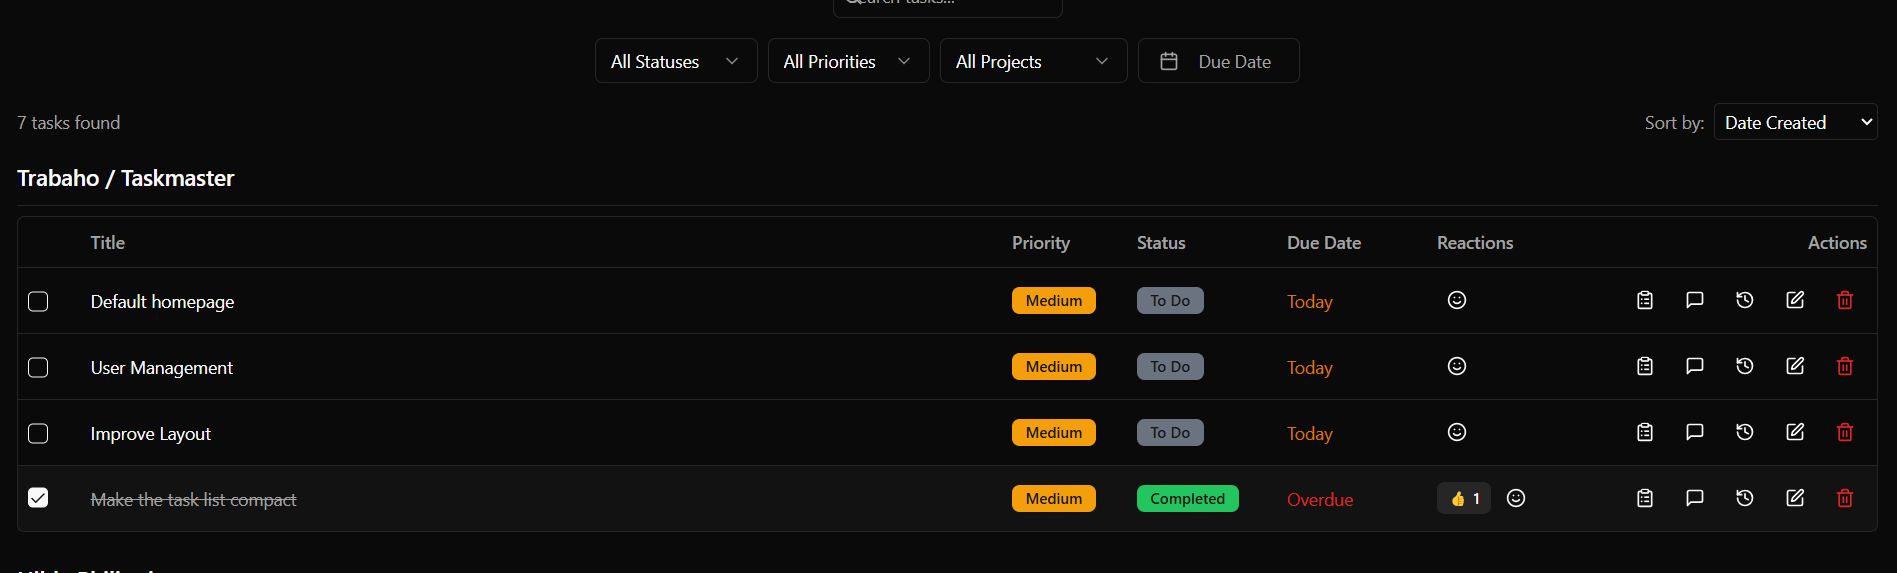 tasks...
All Statuses All Priorities All Projects Due Date
7 tasks found Sort by: Date Created
Trabaho / Taskmaster
Title Priority Status Due Date Reactions Actions
Default homepage Medium To Do Today
User Management Medium To Do Today
Improve Layout Medium To Do Today
Make the task list compact Medium Completed Overdue 1